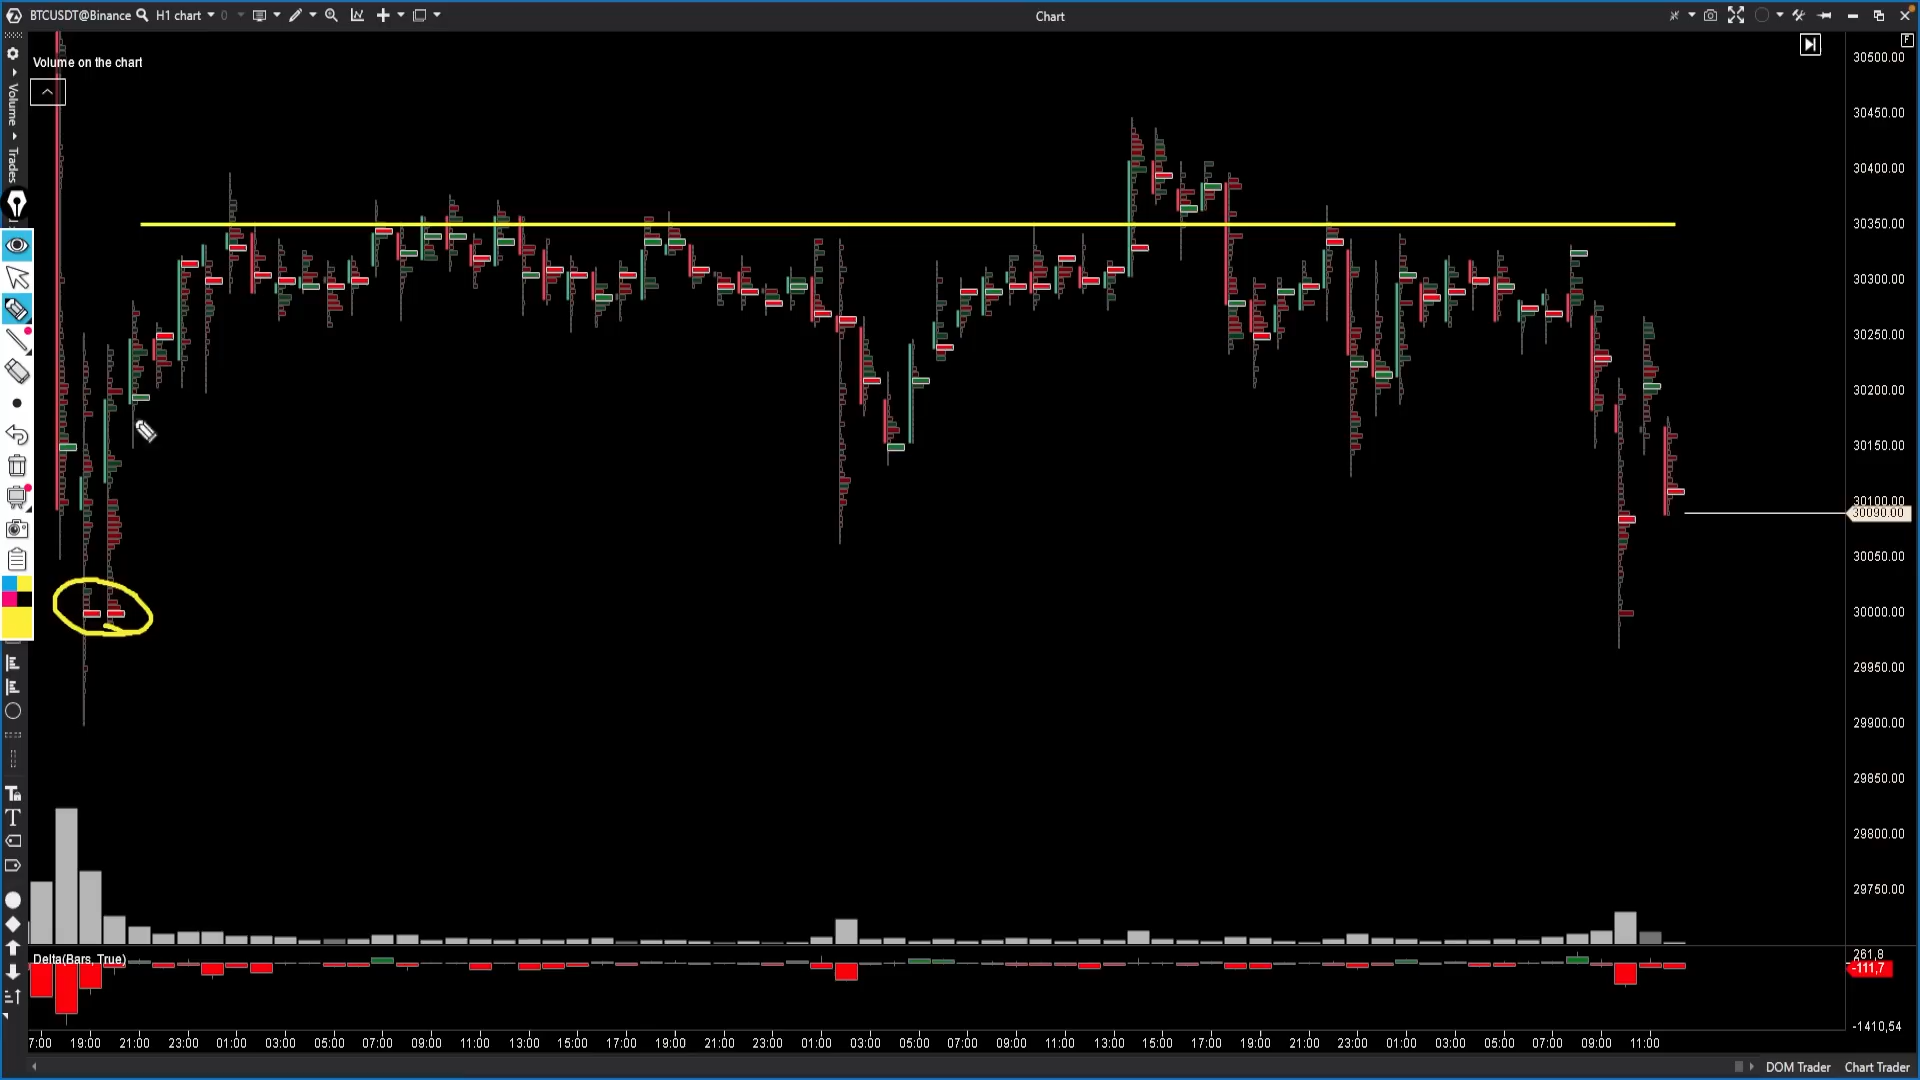 BTCUSDT@Binance H1 chart 0 Chart
Volume on the chart
F
Volume
Trades
30500.00
30450.00
30400.00
30350.00
30300.00
30250.00
30200.00
30150.00
30100.00
30090.00
30050.00
30000.00
29950.00
29900.00
29850.00
29800.00
29750.00
Delta(Bars, True)
261,8
-111,7
-1410,54
7:00 19:00 21:00 23:00 01:00 03:00 05:00 07:00 09:00 11:00 13:00 15:00 17:00 19:00 21:00 23:00 01:00 03:00 05:00 07:00 09:00 11:00 13:00 15:00 17:00 19:00 21:00 23:00 01:00 03:00 05:00 07:00 09:00 11:00
DOM Trader Chart Trader